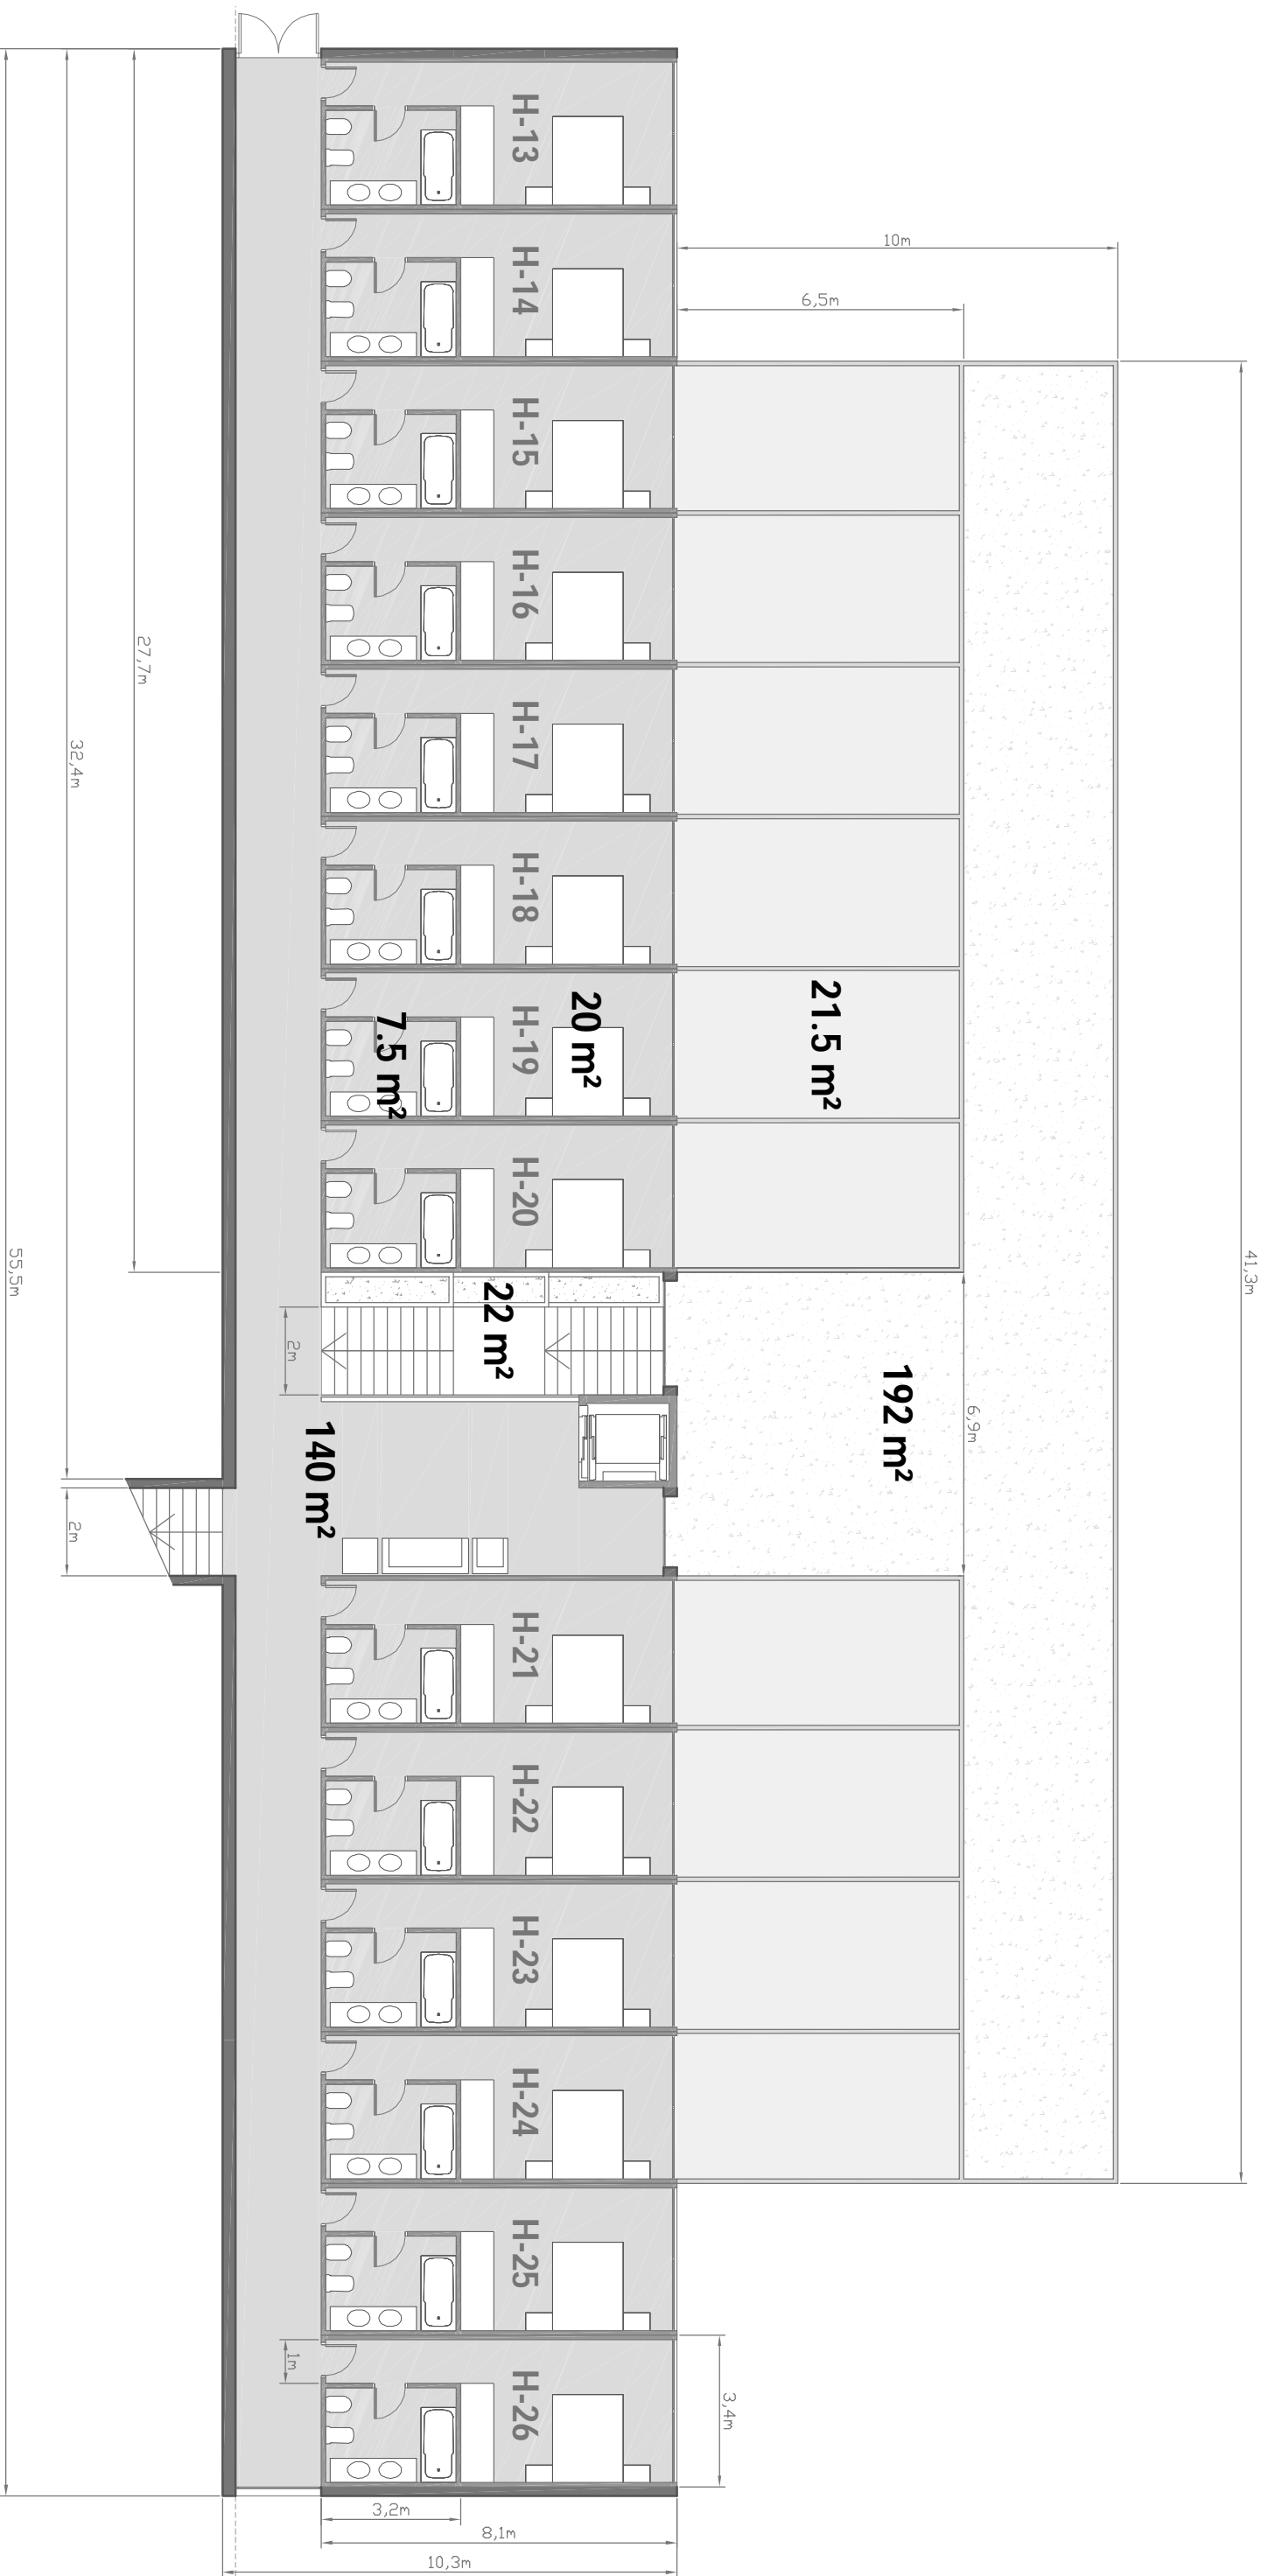 10m
6,5m
41,3m
H-13
H-14
H-15
H-16
H-17
H-18
H-19
H-20
H-21
H-22
H-23
H-24
H-25
H-26
21.5 m²
20 m²
7.5 m²
22 m²
192 m²
140 m²
6,9m
2m
2m
27,7m
32,4m
55,5m
1m
3,4m
3,2m
8,1m
10,3m